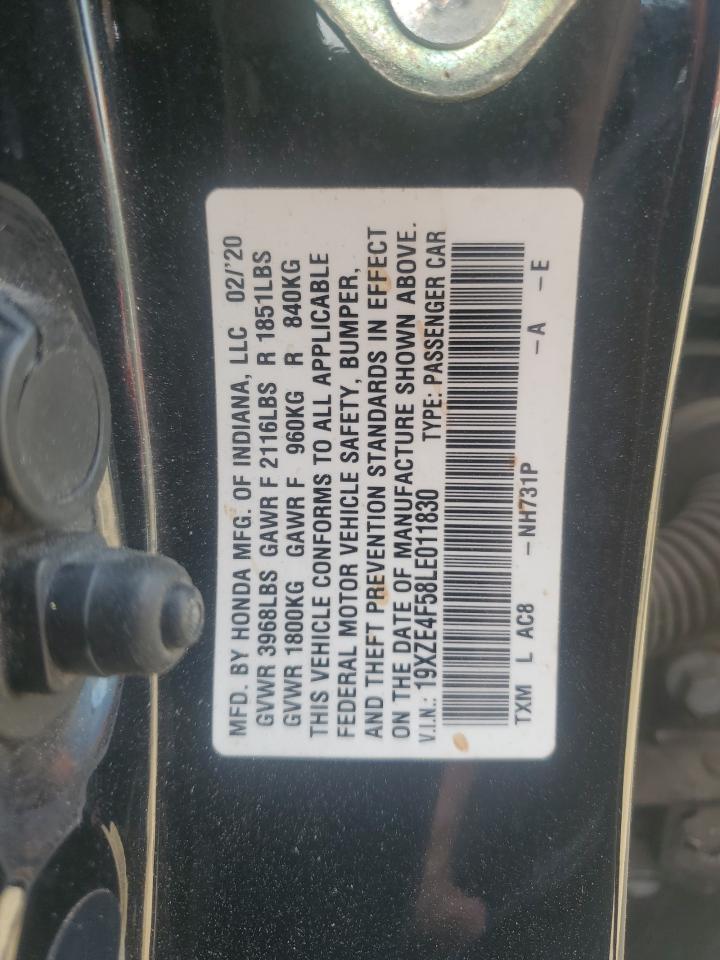 MFD. BY HONDA MFG. OF INDIANA, LLC 02/'20
GVWR 3968LBS GAWR F 2116LBS R 1851LBS
GVWR 1800KG GAWR F 960KG R 840KG
THIS VEHICLE CONFORMS TO ALL APPLICABLE
FEDERAL MOTOR VEHICLE SAFETY, BUMPER,
AND THEFT PREVENTION STANDARDS IN EFFECT
ON THE DATE OF MANUFACTURE SHOWN ABOVE.
V.I.N.: 19XZE4F58LE011830 TYPE: PASSENGER CAR
TXM L AC8 -NH731P -A -E